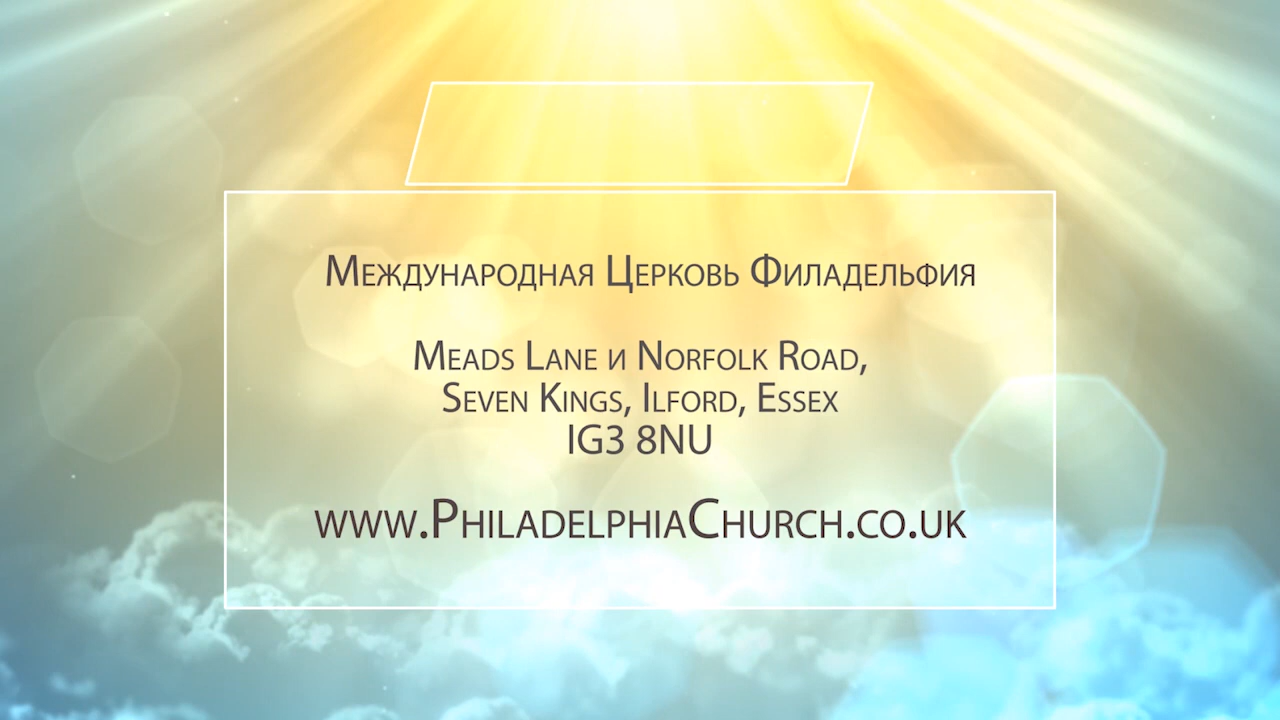 Международная Церковь Филадельфия
Meads Lane и Norfolk Road,
Seven Kings, Ilford, Essex
IG3 8NU
www.PhiladelphiaChurch.co.uk